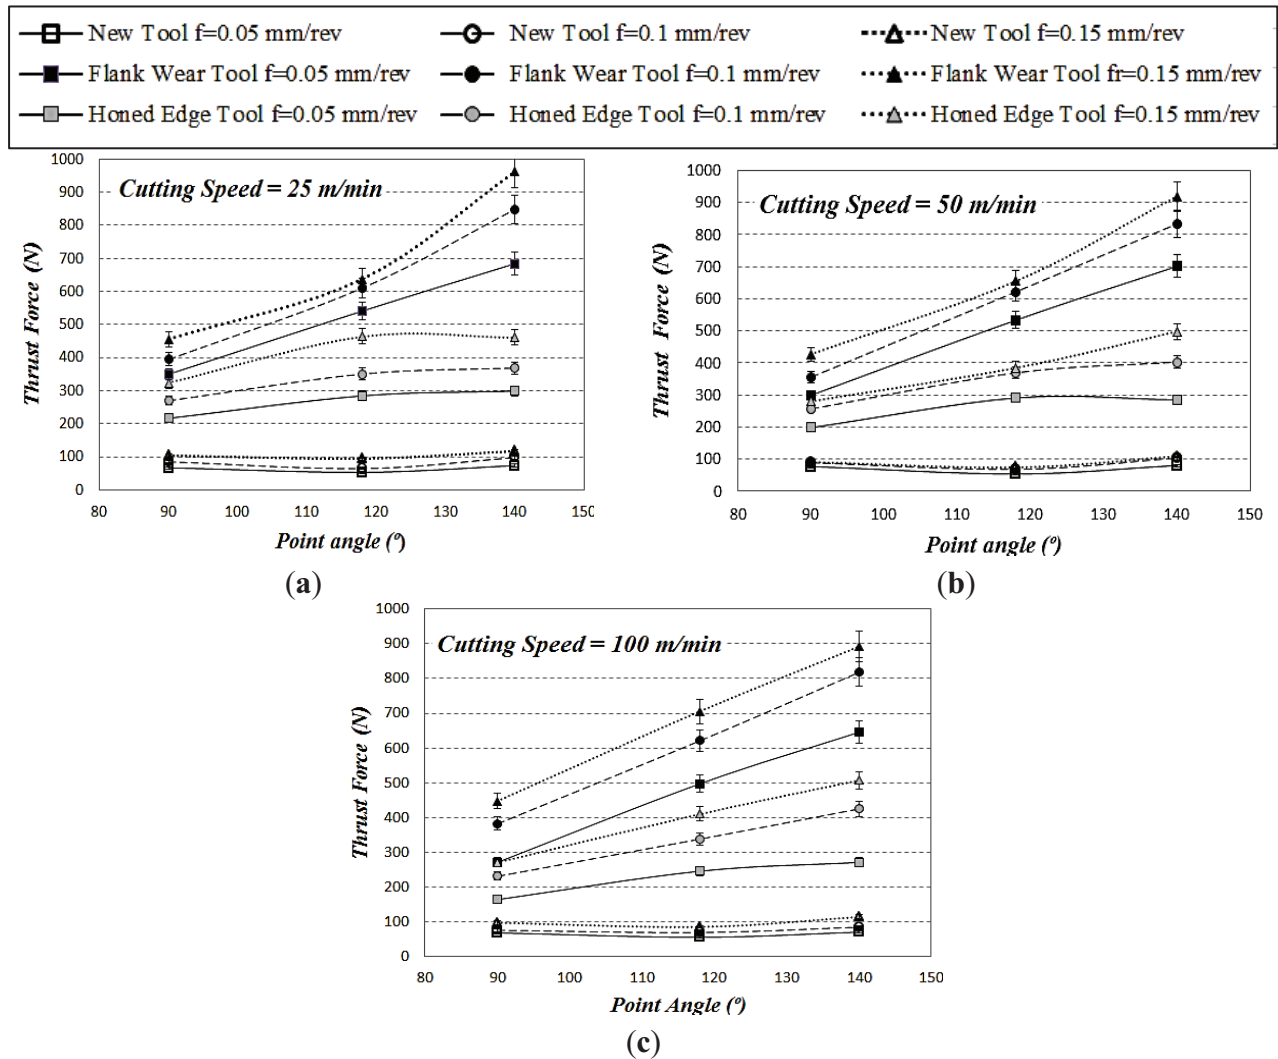 New Tool f=0.05 mm/rev New Tool f=0.1 mm/rev New Tool f=0.15 mm/rev
Flank Wear Tool f=0.05 mm/rev Flank Wear Tool f=0.1 mm/rev Flank Wear Tool fr=0.15 mm/rev
Honed Edge Tool f=0.05 mm/rev Honed Edge Tool f=0.1 mm/rev Honed Edge Tool f=0.15 mm/rev
Cutting Speed = 25 m/min
Thrust Force (N)
1000
900
800
700
600
500
400
300
200
100
0
80 90 100 110 120 130 140 150
Point angle (º)
(a)
Cutting Speed = 50 m/min
Thrust Force (N)
1000
900
800
700
600
500
400
300
200
100
0
80 90 100 110 120 130 140 150
Point angle (º)
(b)
Cutting Speed = 100 m/min
Thrust Force (N)
1000
900
800
700
600
500
400
300
200
100
0
80 90 100 110 120 130 140 150
Point Angle (º)
(c)